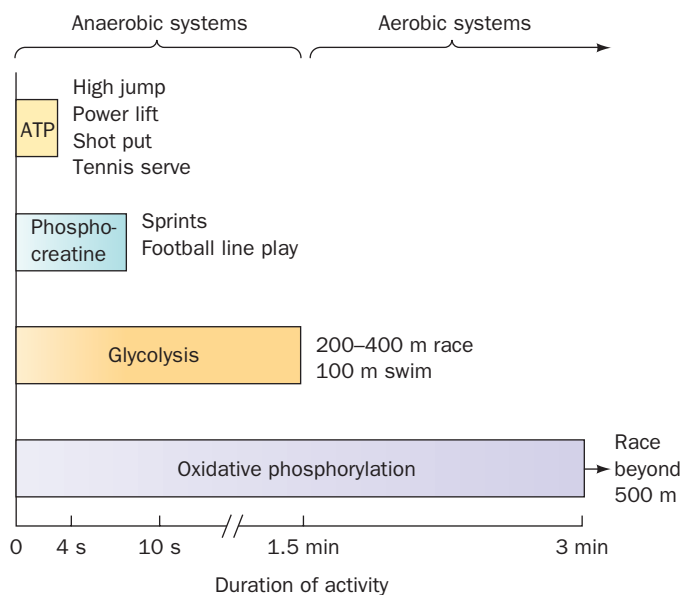 Anaerobic systems
Aerobic systems
ATP
High jump
Power lift
Shot put
Tennis serve
Phospho-
creatine
Sprints
Football line play
Glycolysis
200–400 m race
100 m swim
Oxidative phosphorylation
Race
beyond
500 m
0
4 s
10 s
1.5 min
3 min
Duration of activity